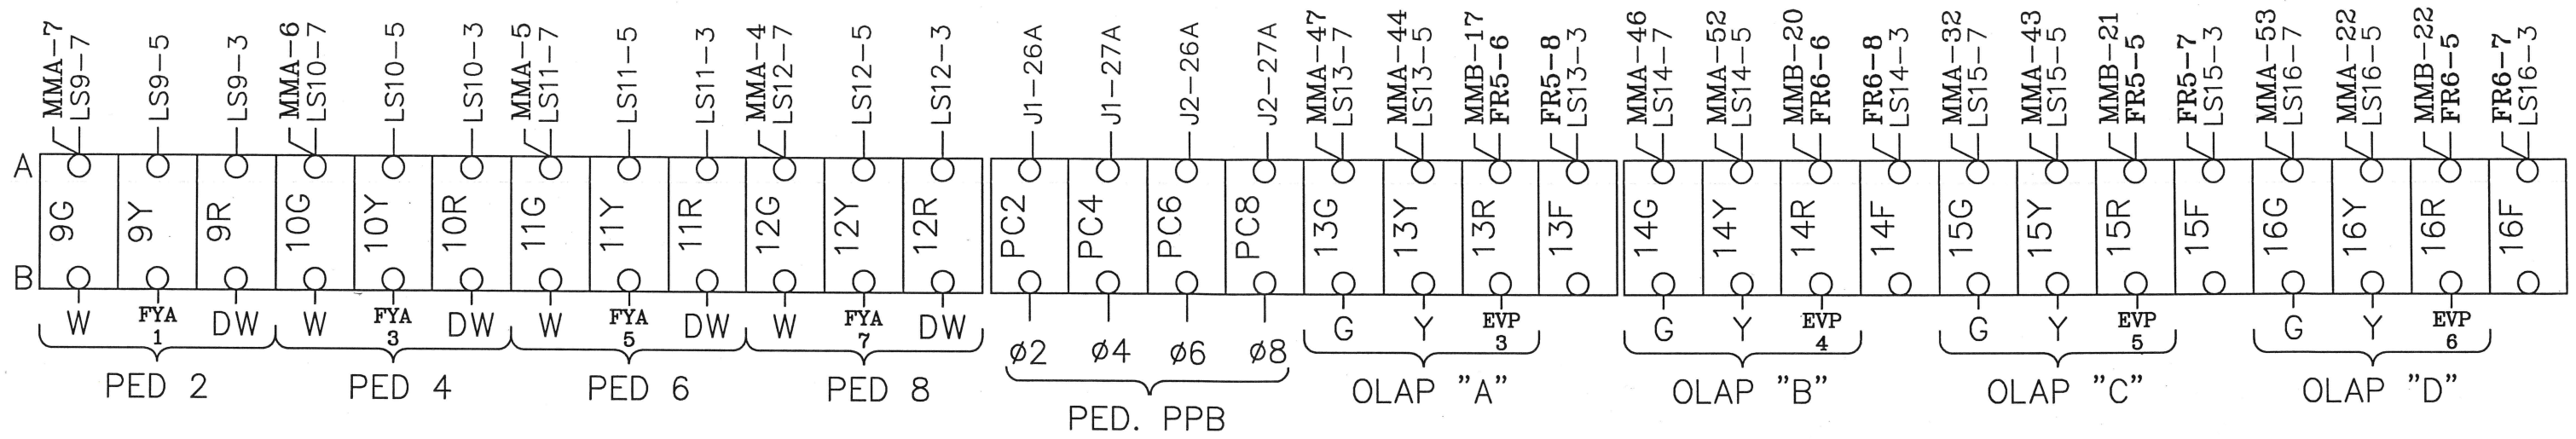 MMA-7
LS9-7
LS9-5
LS9-3
MMA-6
LS10-7
LS10-5
LS10-3
MMA-5
LS11-7
LS11-5
LS11-3
MMA-4
LS12-7
LS12-5
LS12-3
J1-26A
J1-27A
J2-26A
J2-27A
MMA-47
LS13-7
MMA-44
LS13-5
MMB-17
FR5-6
FR5-8
LS13-3
MMA-46
LS14-7
MMA-52
LS14-5
MMB-20
FR6-6
FR6-8
LS14-3
MMA-32
LS15-7
MMA-43
LS15-5
MMB-21
FR5-5
FR5-7
LS15-3
MMA-53
LS16-7
MMA-22
LS16-5
MMB-22
FR6-5
FR6-7
LS16-3
A
9G 9Y 9R 10G 10Y 10R 11G 11Y 11R 12G 12Y 12R PC2 PC4 PC6 PC8 13G 13Y 13R 13F 14G 14Y 14R 14F 15G 15Y 15R 15F 16G 16Y 16R 16F
B
W FYA 1 DW W FYA 3 DW W FYA 5 DW W FYA 7 DW
ø2 ø4 ø6 ø8
G Y EVP 3 G Y EVP 4 G Y EVP 5 G Y EVP 6
PED 2 PED 4 PED 6 PED 8
PED. PPB
OLAP "A" OLAP "B" OLAP "C" OLAP "D"